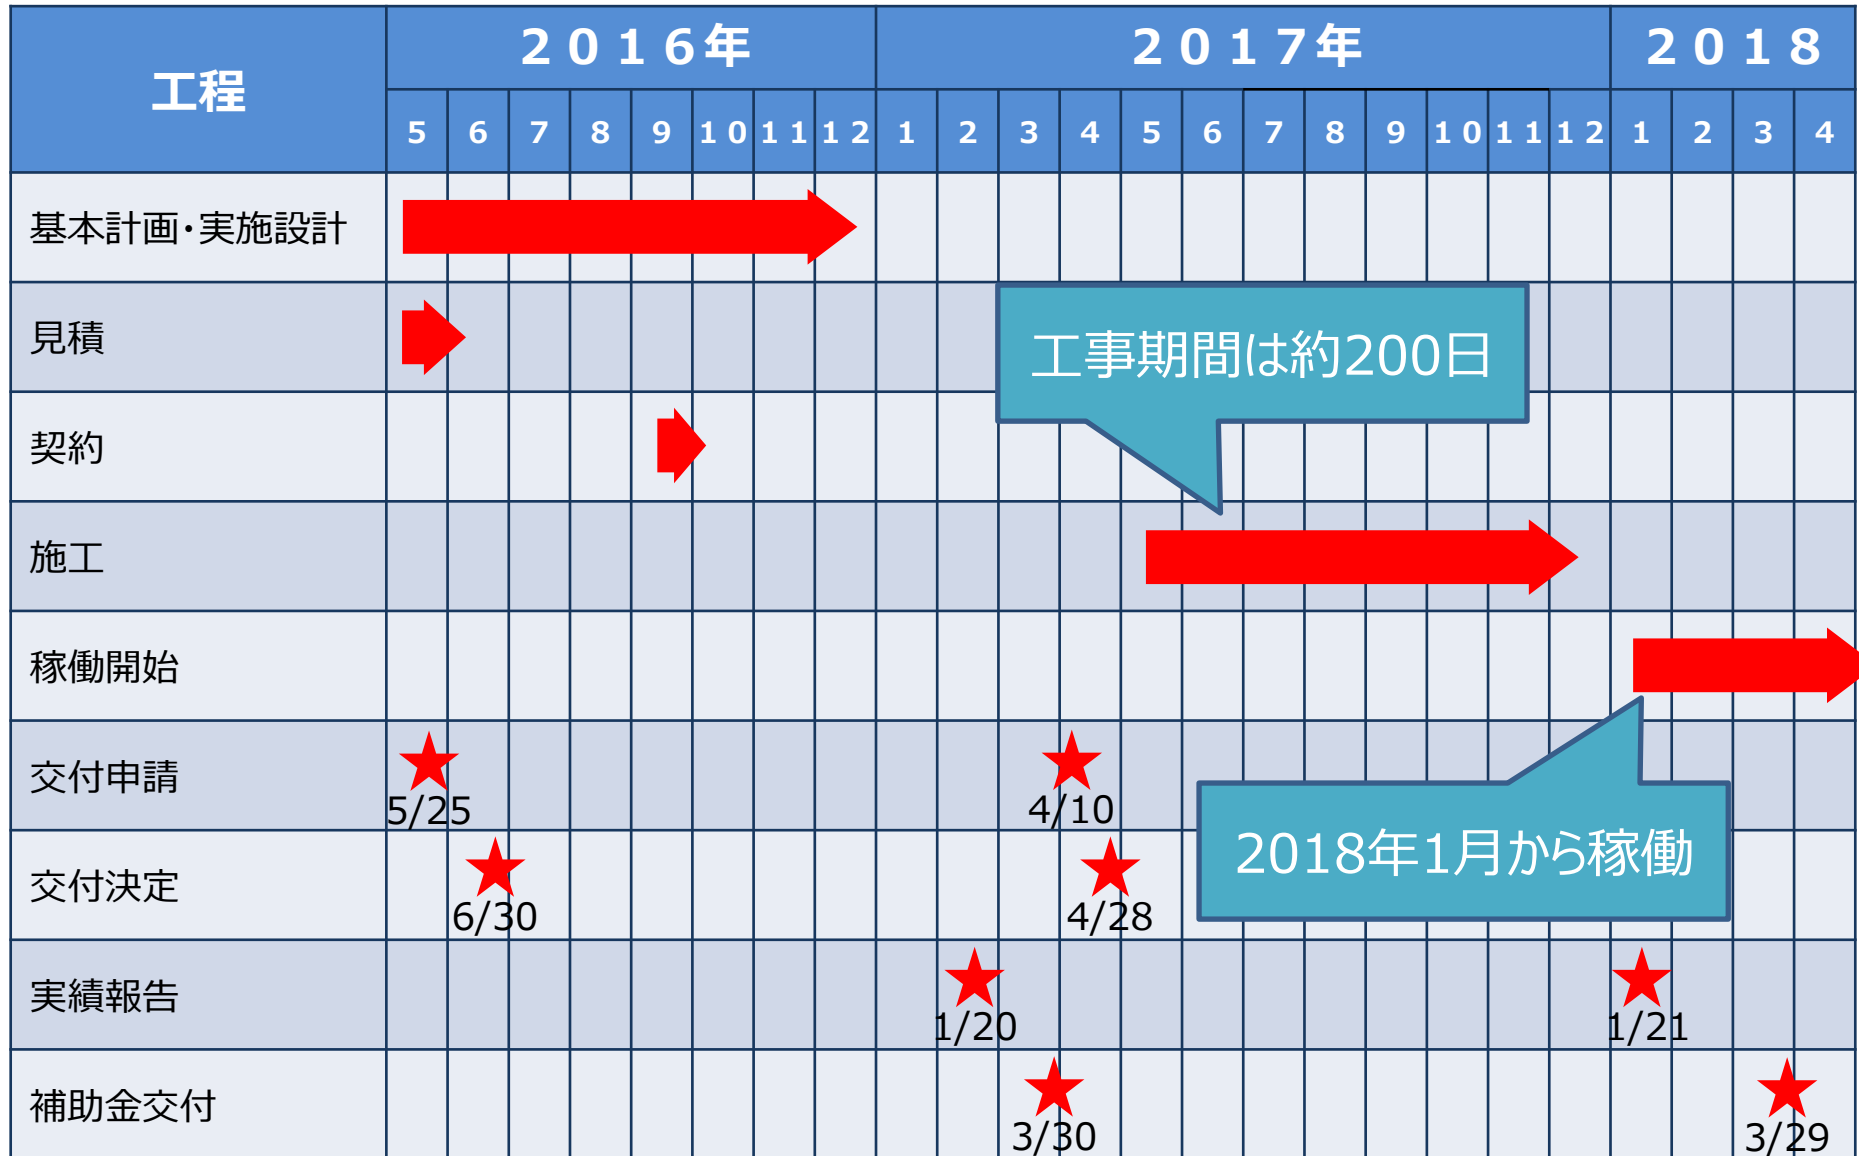 工程
２０１６年
２０１７年
２０１８
５ ６ ７ ８ ９ １０ １１ １２ １ ２ ３ ４ ５ ６ ７ ８ ９ １０ １１ １２ １ ２ ３ ４
基本計画・実施設計
見積
工事期間は約200日
契約
施工
稼働開始
交付申請
5/25
4/10
2018年1月から稼働
交付決定
6/30
4/28
実績報告
1/20
1/21
補助金交付
3/30
3/29